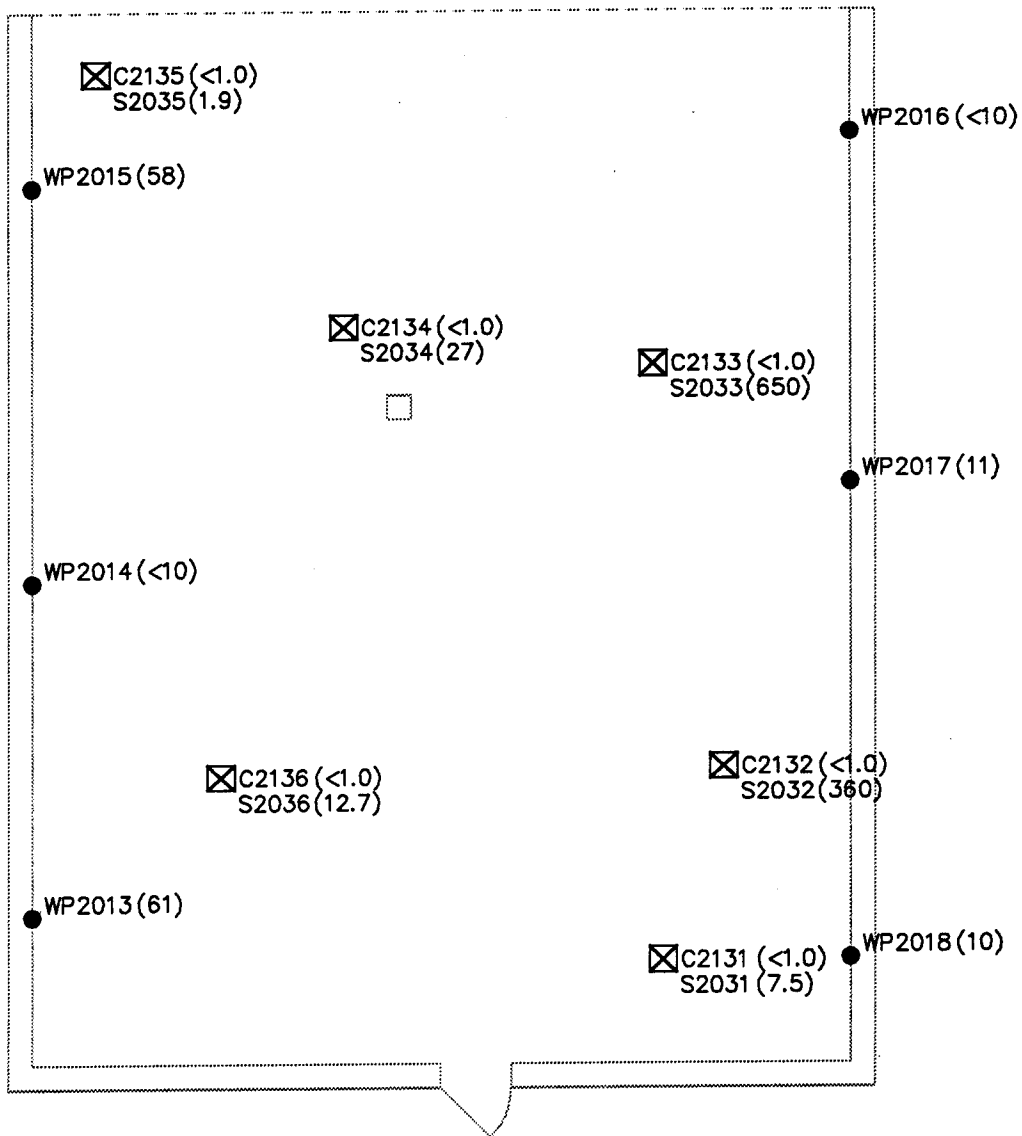 C2135 (<1.0)
S2035 (1.9)
WP2016 (<10)
WP2015 (58)
C2134 (<1.0)
S2034 (27)
C2133 (<1.0)
S2033 (650)
WP2017 (11)
WP2014 (<10)
C2136 (<1.0)
S2036 (12.7)
C2132 (<1.0)
S2032 (360)
WP2013 (61)
C2131 (<1.0)
S2031 (7.5)
WP2018 (10)